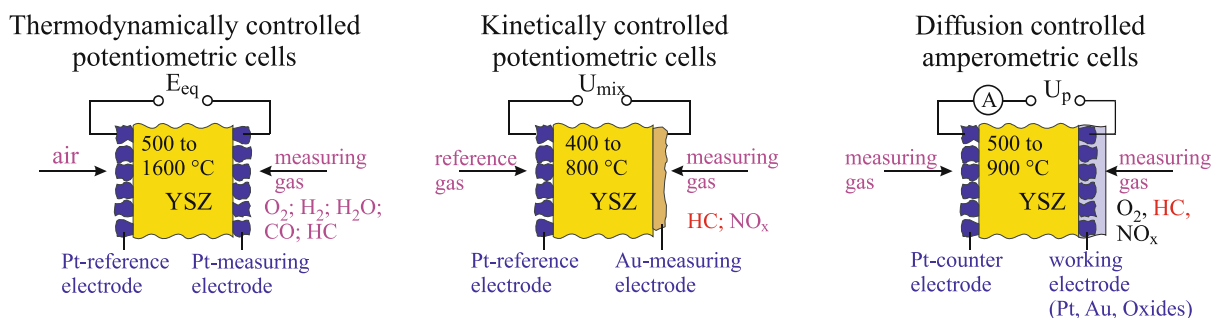 Thermodynamically controlled
potentiometric cells
E_eq
500 to
1600 °C
YSZ
air
measuring
gas
O₂; H₂; H₂O;
CO; HC
Pt-reference
electrode
Pt-measuring
electrode
Kinetically controlled
potentiometric cells
U_mix
400 to
800 °C
YSZ
reference
gas
measuring
gas
HC; NOₓ
Pt-reference
electrode
Au-measuring
electrode
Diffusion controlled
amperometric cells
A
Uₚ
500 to
900 °C
YSZ
measuring
gas
measuring
gas
O₂, HC,
NOₓ
Pt-counter
electrode
working
electrode
(Pt, Au, Oxides)